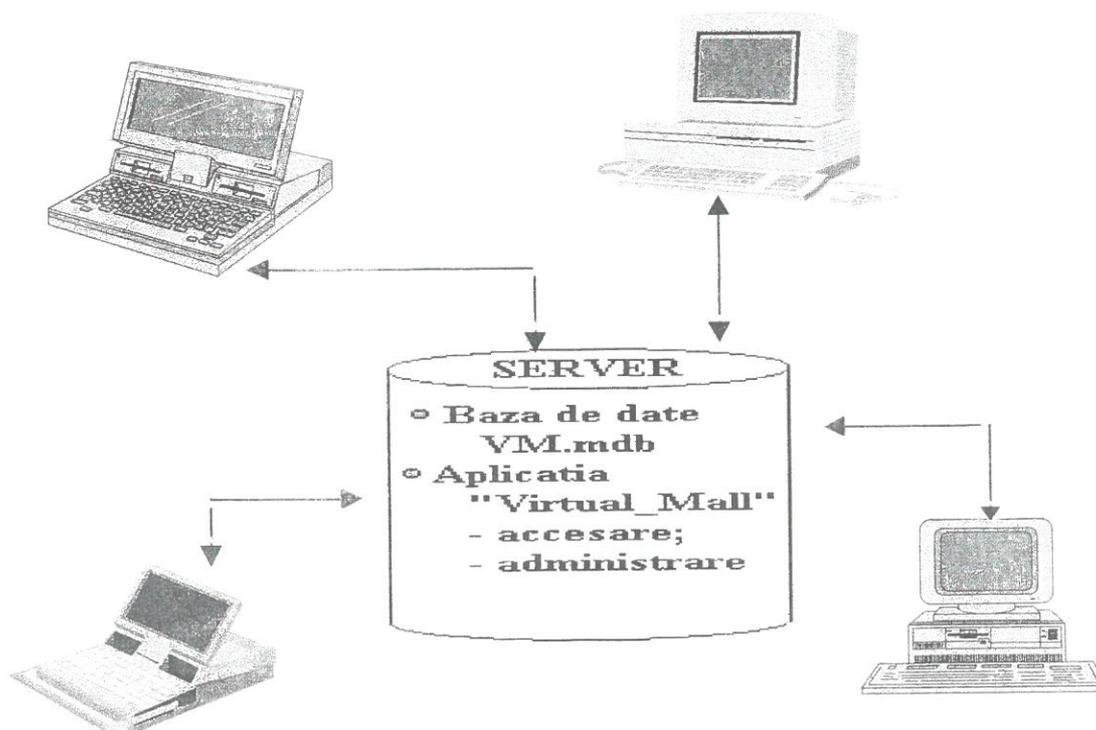 SERVER
Baza de date
VM.mdb
Aplicatia
"Virtual_Mall"
- accesare;
- administrare